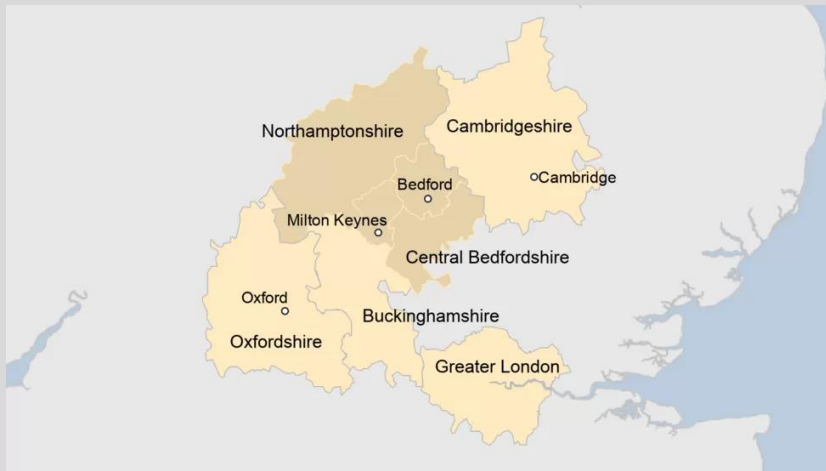 Northamptonshire
Cambridgeshire
Cambridge
Bedford
Milton Keynes
Central Bedfordshire
Oxford
Buckinghamshire
Oxfordshire
Greater London